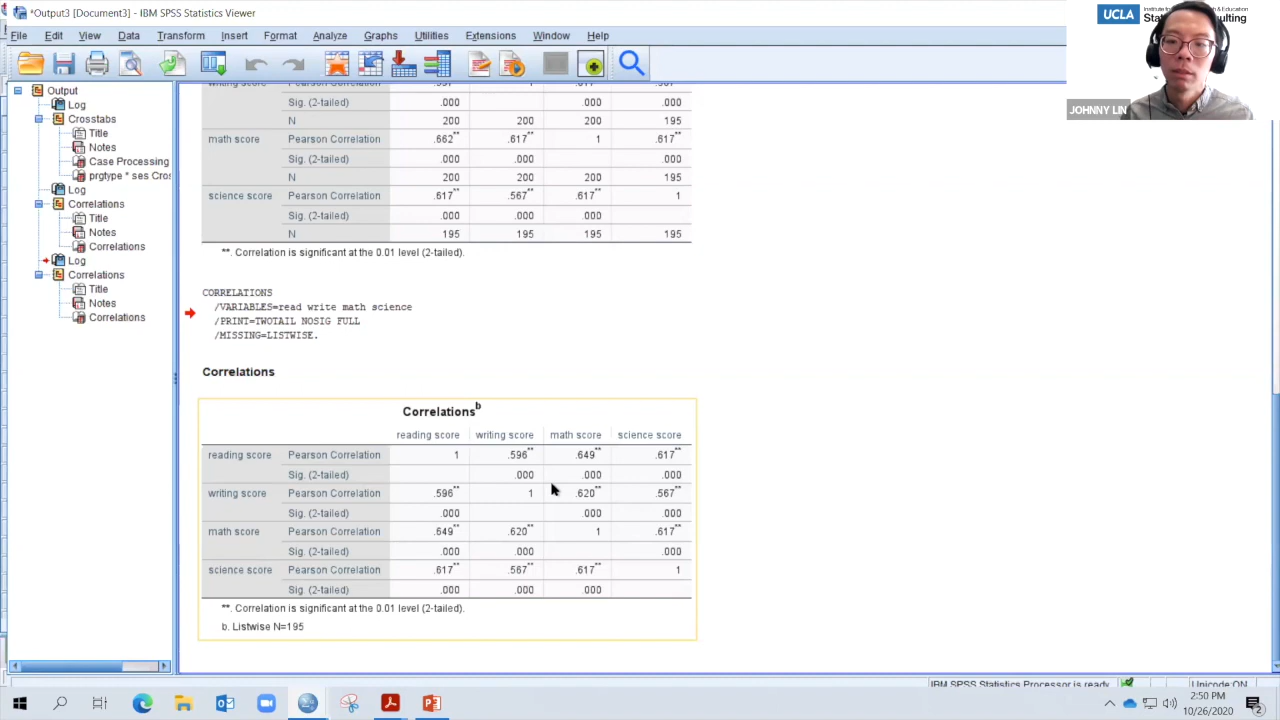 *Output3 [Document3] - IBM SPSS Statistics Viewer
File Edit View Data Transform Insert Format Analyze Graphs Utilities Extensions Window Help
UCLA
JOHNNY LIN
Output
Log
Crosstabs
Title
Notes
Case Processing
prgtype * ses Cros
Log
Correlations
Title
Notes
Correlations
Log
Correlations
Title
Notes
Correlations
Sig. (2-tailed) .000 .000 .000
N 200 200 200 195
math score Pearson Correlation .662** .617** 1 .617**
Sig. (2-tailed) .000 .000 .000
N 200 200 200 195
science score Pearson Correlation .617** .567** .617** 1
Sig. (2-tailed) .000 .000 .000
N 195 195 195 195
**. Correlation is significant at the 0.01 level (2-tailed).
CORRELATIONS
/VARIABLES=read write math science
/PRINT=TWOTAIL NOSIG FULL
/MISSING=LISTWISE.
Correlations
Correlations b
reading score writing score math score science score
reading score Pearson Correlation 1 .596** .649** .617**
Sig. (2-tailed) .000 .000 .000
writing score Pearson Correlation .596** 1 .620** .567**
Sig. (2-tailed) .000 .000 .000
math score Pearson Correlation .649** .620** 1 .617**
Sig. (2-tailed) .000 .000 .000
science score Pearson Correlation .617** .567** .617** 1
Sig. (2-tailed) .000 .000 .000
**. Correlation is significant at the 0.01 level (2-tailed).
b. Listwise N=195
IBM SPSS Statistics Processor is ready
Unicode:ON
2:50 PM
10/26/2020
2